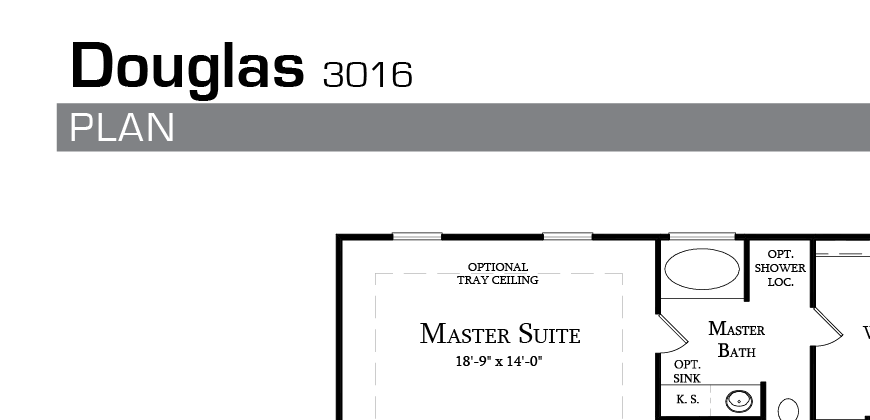 Douglas 3016
PLAN
OPTIONAL
TRAY CEILING
MASTER SUITE
18'-9" x 14'-0"
OPT.
SHOWER
LOC.
MASTER
BATH
OPT.
SINK
K. S.